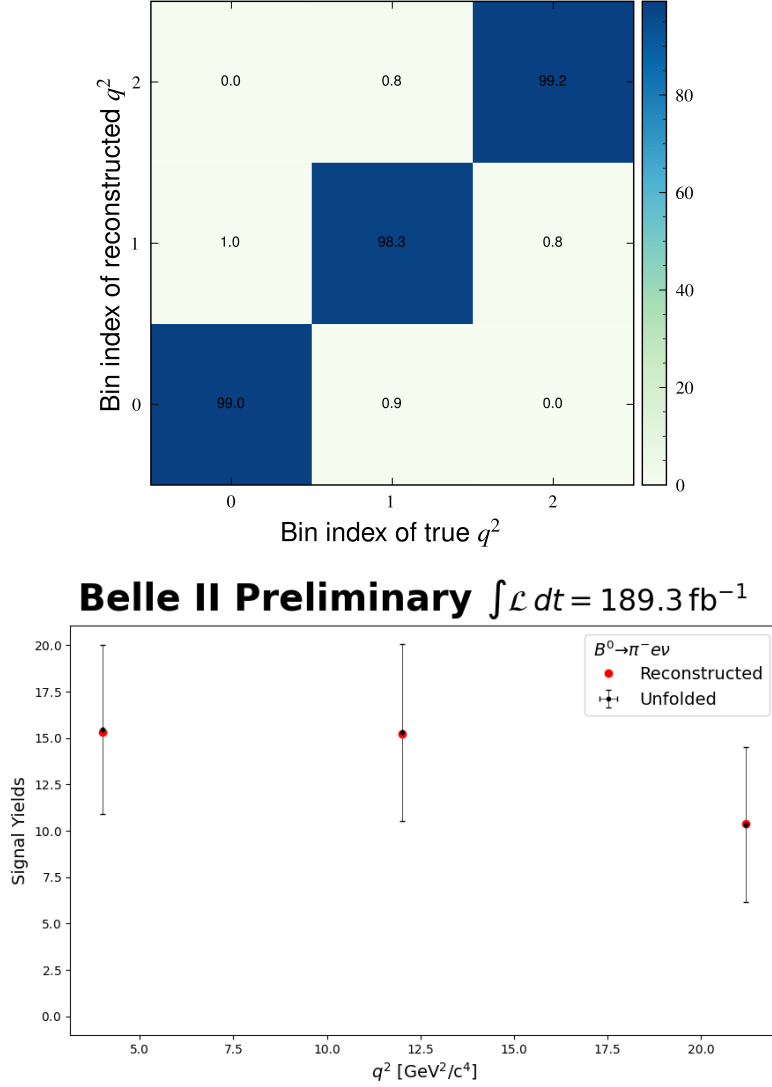 Bin index of reconstructed q²
2 0.0 0.8 99.2
1 1.0 98.3 0.8
0 99.0 0.9 0.0
0 1 2
Bin index of true q²
80
60
40
20
0
Belle II Preliminary ∫ℒ dt = 189.3 fb⁻¹
Signal Yields
20.0
17.5
15.0
12.5
10.0
7.5
5.0
2.5
0.0
B⁰→π⁻eν
Reconstructed
Unfolded
5.0 7.5 10.0 12.5 15.0 17.5 20.0
q² [GeV²/c⁴]